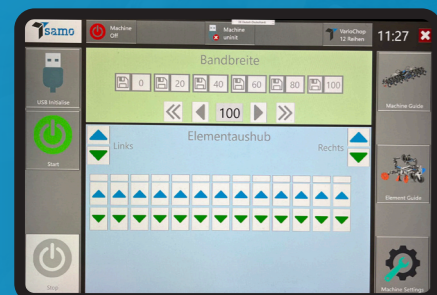 samo
Machine
Off
Machine
uninit
VarioChop
12 Reihen
11:27
Bandbreite
0 20 40 60 80 100
100
USB Initialise
Machine Guide
Elementaushub
Links
Rechts
Start
Element Guide
Stop
Machine Settings